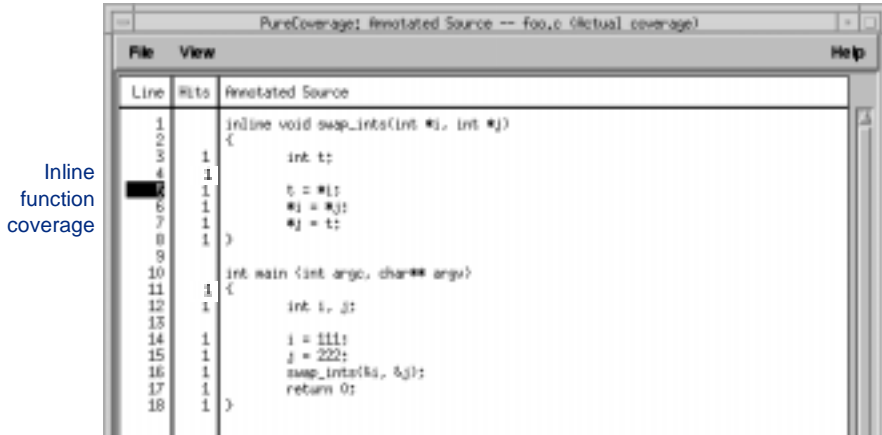 PureCoverage: Annotated Source -- foo.c (Actual coverage)
File View Help
Line Hits Annotated Source
1 inline void swap_ints(int *i, int *j)
2 {
3 1 int t;
4 1
5 1 t = *i;
6 1 *i = *j;
7 1 *j = t;
8 1 }
9
10 int main (int argc, char** argv)
11 1 {
12 1 int i, j;
13
14 1 i = 111;
15 1 j = 222;
16 1 swap_ints(&i, &j);
17 1 return 0;
18 1 }
Inline
function
coverage